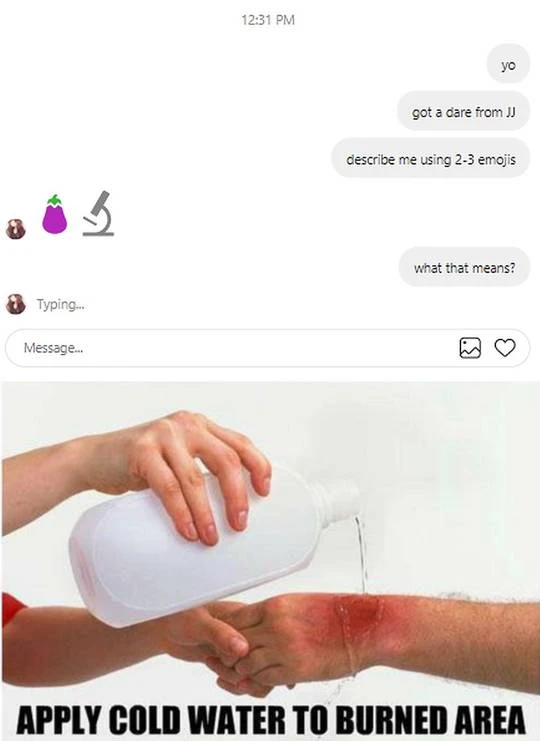 12:31 PM
yo
got a dare from JJ
describe me using 2-3 emojis
what that means?
Typing...
Message...
APPLY COLD WATER TO BURNED AREA